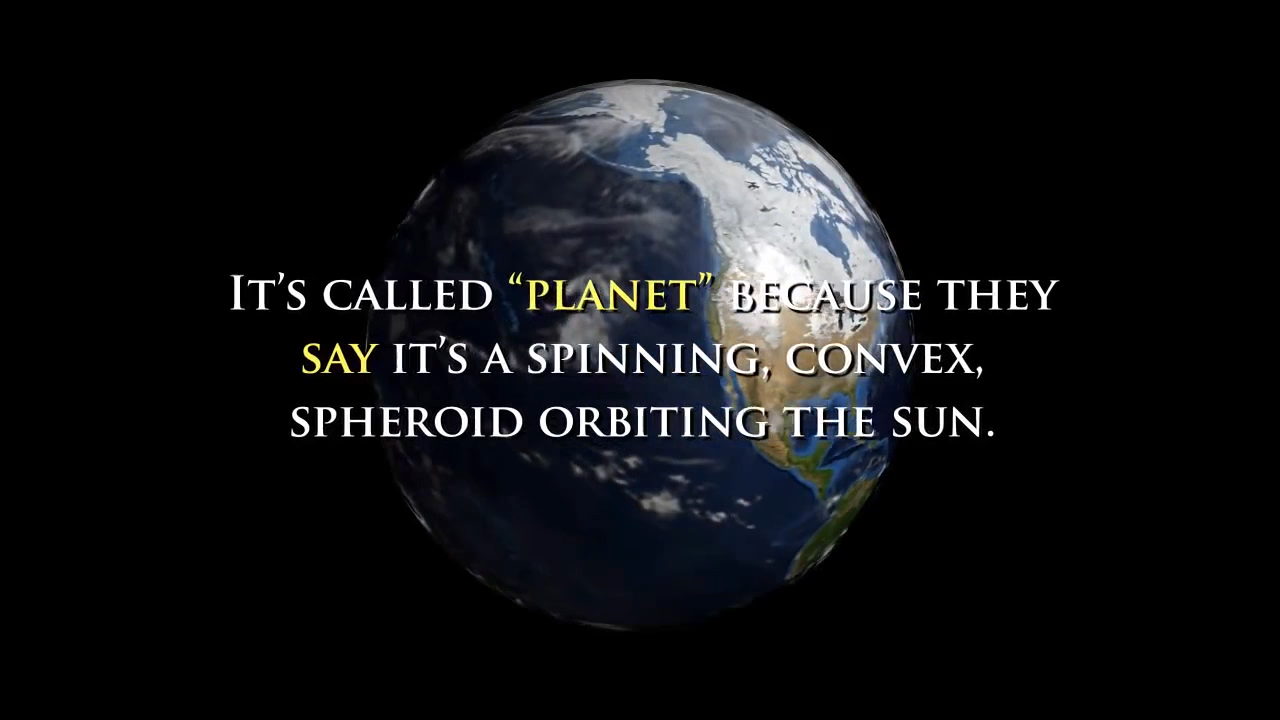 It's called “planet” because they
say it's a spinning, convex,
spheroid orbiting the sun.